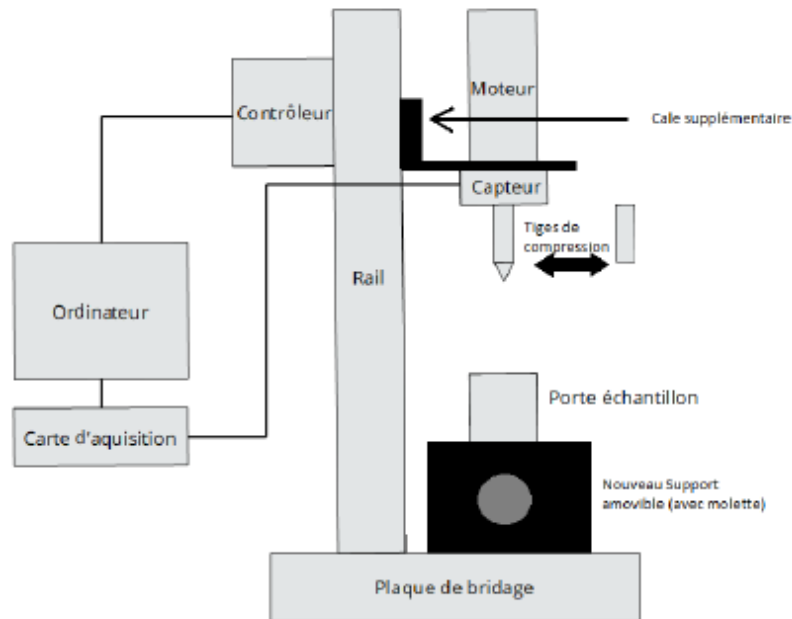 Moteur
Contrôleur
Cale supplémentaire
Capteur
Tiges de
compression
Rail
Ordinateur
Porte échantillon
Carte d'aquisition
Nouveau Support
amovible (avec molette)
Plaque de bridage